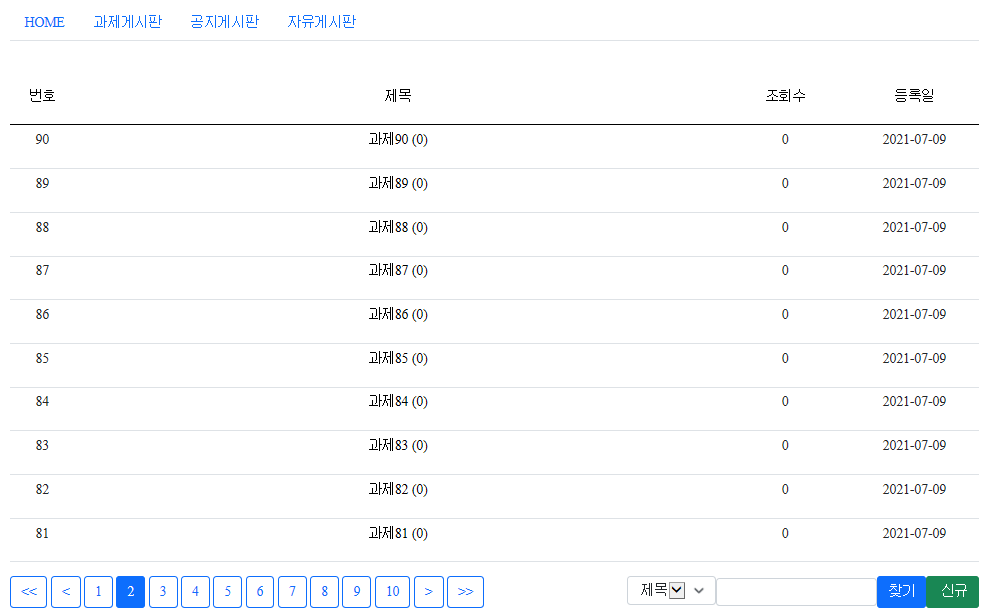 HOME 과제게시판 공지게시판 자유게시판
번호 제목 조회수 등록일
90 과제90 (0) 0 2021-07-09
89 과제89 (0) 0 2021-07-09
88 과제88 (0) 0 2021-07-09
87 과제87 (0) 0 2021-07-09
86 과제86 (0) 0 2021-07-09
85 과제85 (0) 0 2021-07-09
84 과제84 (0) 0 2021-07-09
83 과제83 (0) 0 2021-07-09
82 과제82 (0) 0 2021-07-09
81 과제81 (0) 0 2021-07-09
<< < 1 2 3 4 5 6 7 8 9 10 > >> 제목 찾기 신규